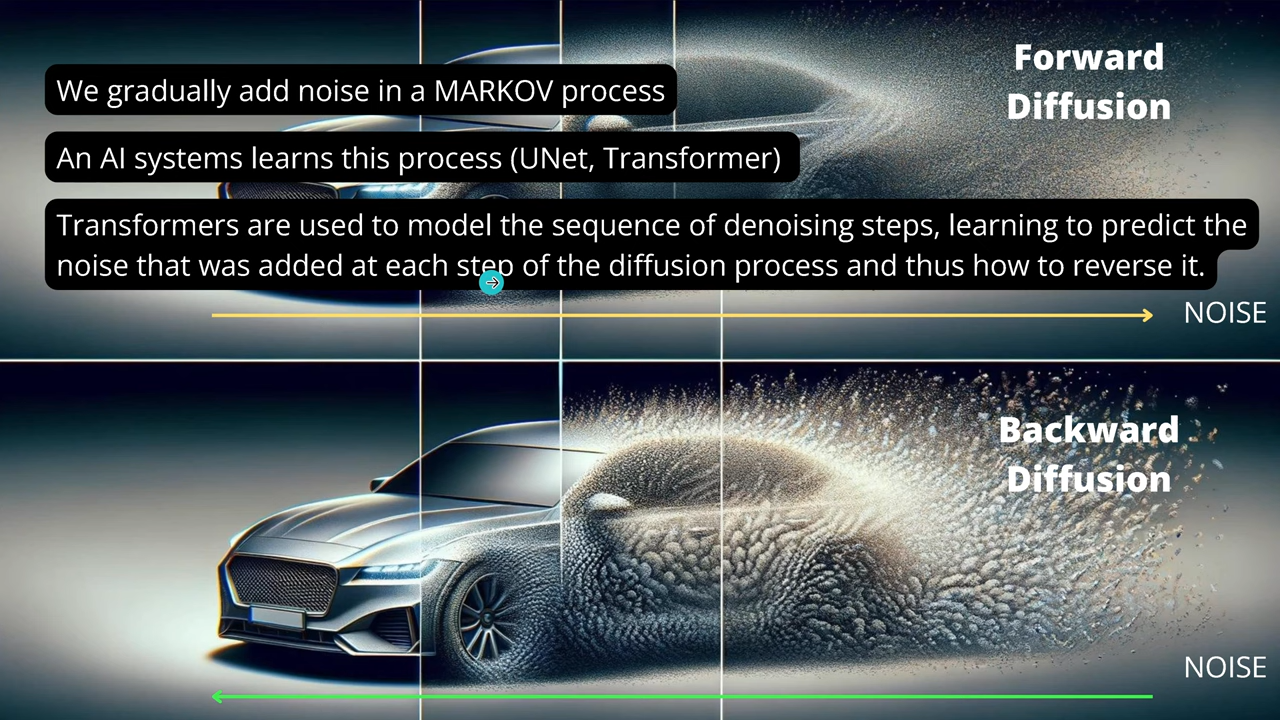 Forward
Diffusion
We gradually add noise in a MARKOV process
An AI systems learns this process (UNet, Transformer)
Transformers are used to model the sequence of denoising steps, learning to predict the
noise that was added at each step of the diffusion process and thus how to reverse it.
NOISE
Backward
Diffusion
NOISE